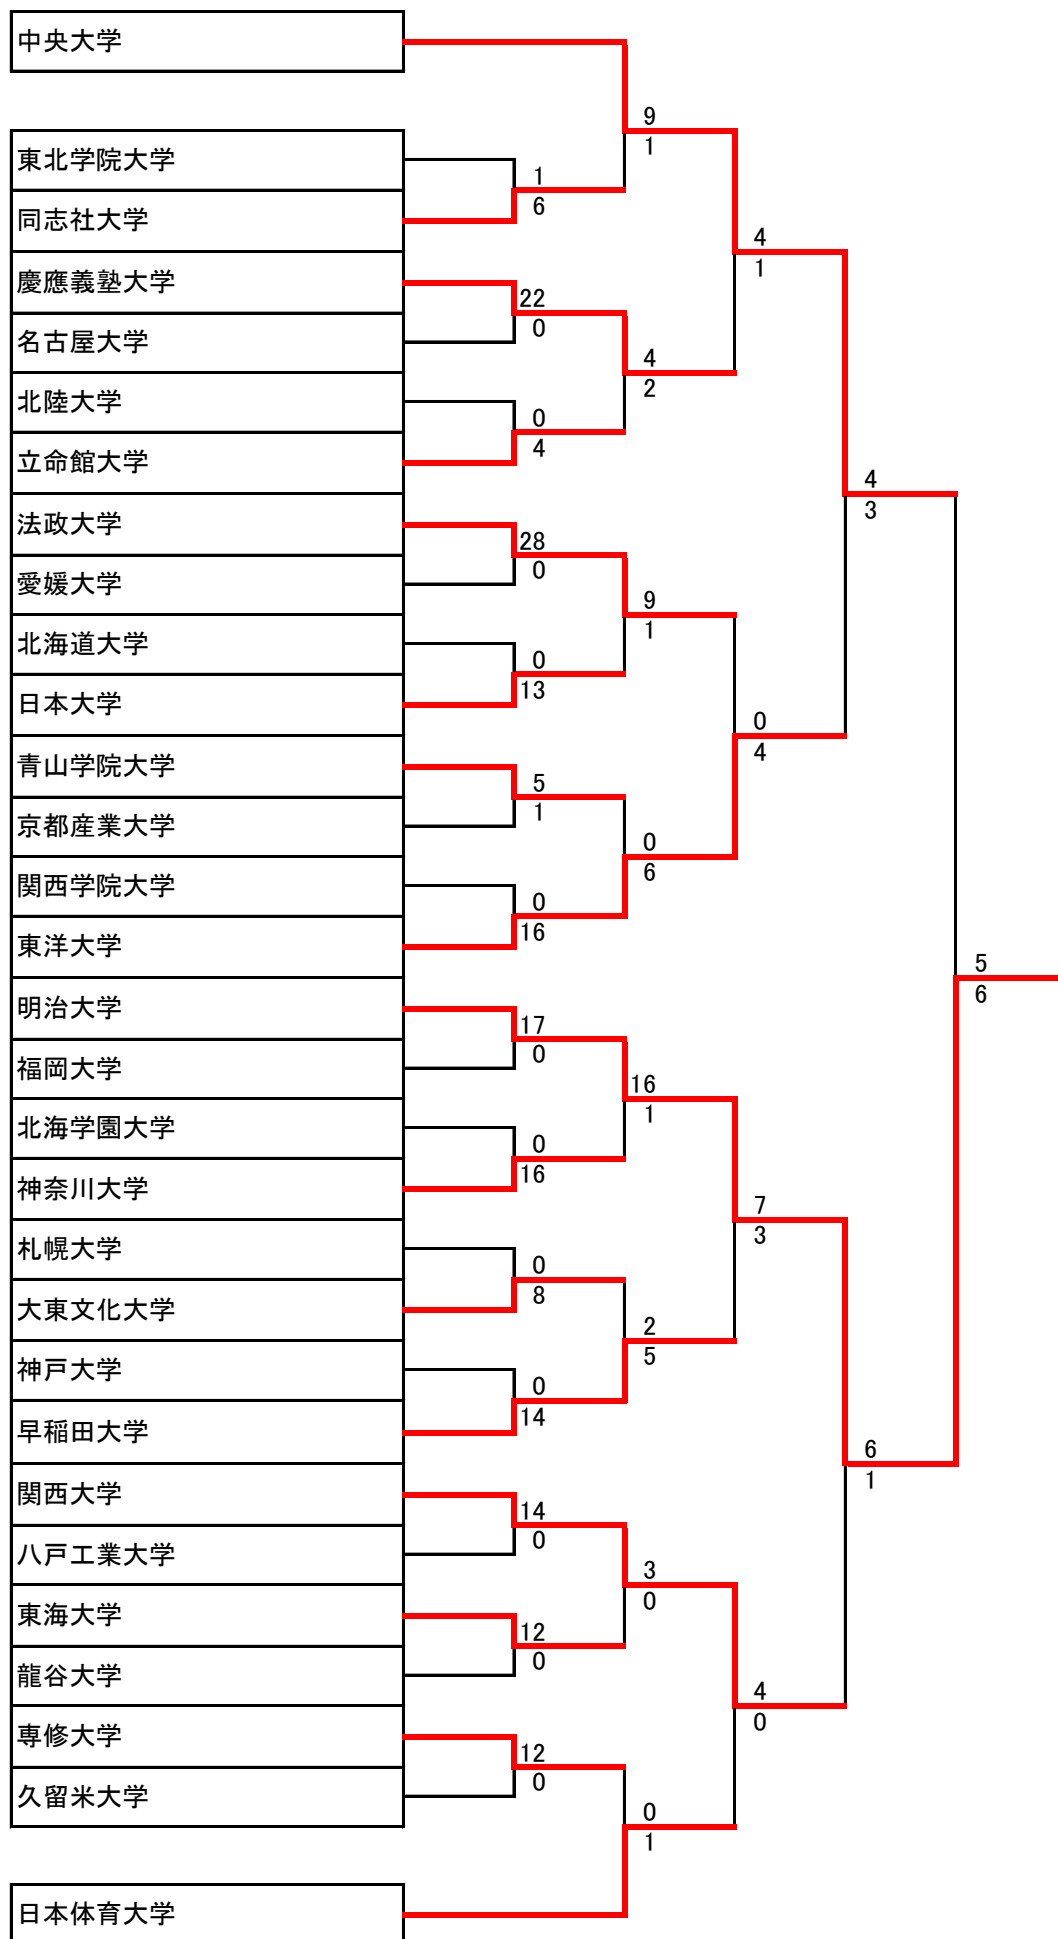 中央大学
9
1
東北学院大学
1
6
同志社大学
4
1
慶應義塾大学
22
0
名古屋大学
4
2
北陸大学
0
4
立命館大学
4
3
法政大学
28
0
愛媛大学
9
1
北海道大学
0
13
日本大学
0
4
青山学院大学
5
1
京都産業大学
0
6
関西学院大学
0
16
東洋大学
5
6
明治大学
17
0
福岡大学
16
1
北海学園大学
0
16
神奈川大学
7
3
札幌大学
0
8
大東文化大学
2
5
神戸大学
0
14
早稲田大学
6
1
関西大学
14
0
八戸工業大学
3
0
東海大学
12
0
龍谷大学
4
0
専修大学
12
0
久留米大学
0
1
日本体育大学